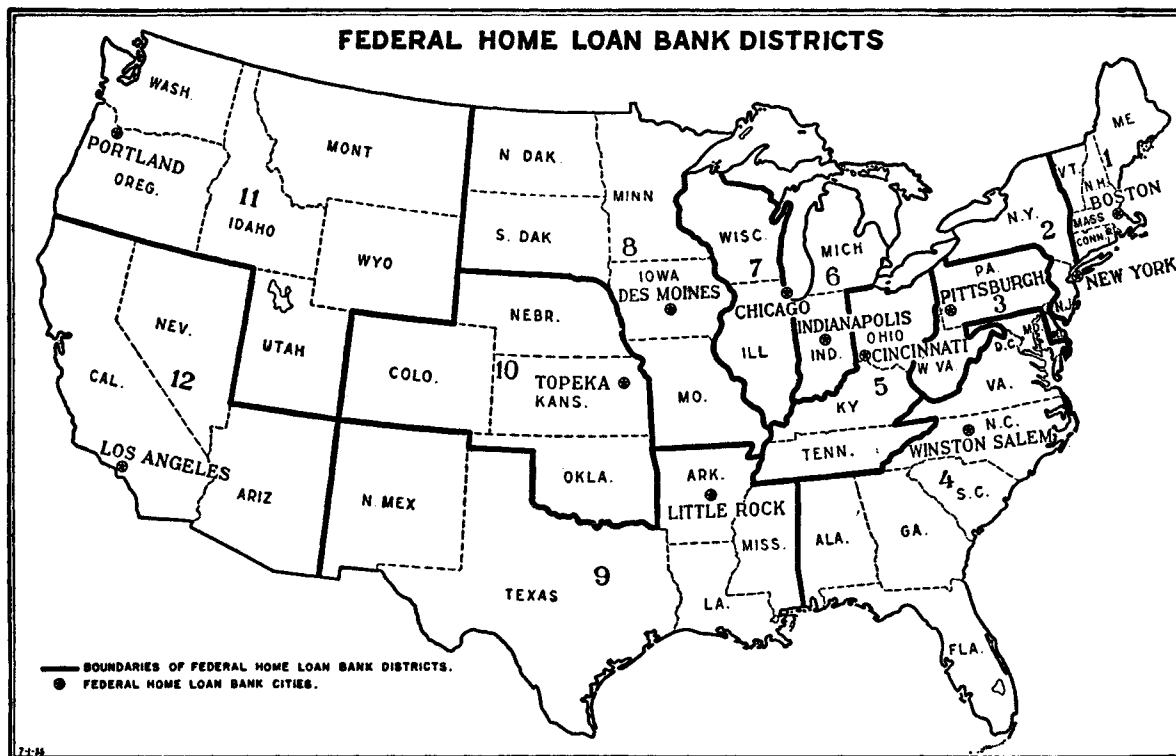 FEDERAL HOME LOAN BANK DISTRICTS
WASH.
PORTLAND
OREG.
MONT
11
IDAHO
WYO
N DAK.
S. DAK
MINN
8
IOWA
DES MOINES
WISC.
7
CHICAGO
MICH
6
INDIANAPOLIS
IND.
OHIO
CINCINNATI
5
KY
W VA.
ME
VT.
1
N.H.
BOSTON
MASS
CONN.
N.Y.
2
NEW YORK
PA.
PITTSBURGH
3
N.J.
MD.
D.C.
VA.
NEV.
CAL.
12
UTAH
LOS ANGELES
ARIZ
COLO.
NEBR.
10
TOPEKA
KANS.
MO.
ILL
TENN.
N.C.
WINSTON SALEM
4
S.C.
N. MEX
OKLA.
ARK.
LITTLE ROCK
MISS.
ALA.
GA.
TEXAS
9
LA.
FLA.
BOUNDARIES OF FEDERAL HOME LOAN BANK DISTRICTS.
FEDERAL HOME LOAN BANK CITIES.